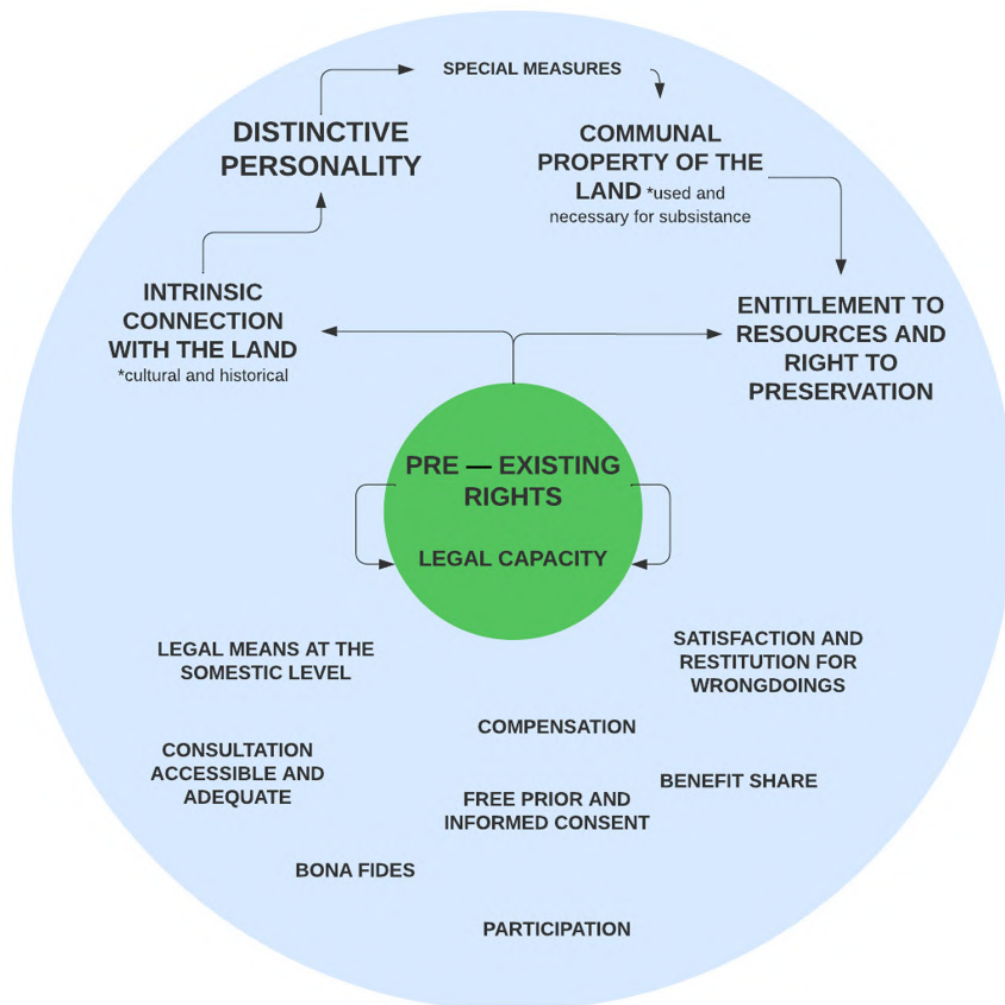 SPECIAL MEASURES
DISTINCTIVE
PERSONALITY
COMMUNAL
PROPERTY OF THE
LAND *used and
necessary for subsistance
INTRINSIC
CONNECTION
WITH THE LAND
*cultural and historical
ENTITLEMENT TO
RESOURCES AND
RIGHT TO
PRESERVATION
PRE — EXISTING
RIGHTS
LEGAL CAPACITY
LEGAL MEANS AT THE
SOMESTIC LEVEL
SATISFACTION AND
RESTITUTION FOR
WRONGDOINGS
COMPENSATION
CONSULTATION
ACCESSIBLE AND
ADEQUATE
BENEFIT SHARE
FREE PRIOR AND
INFORMED CONSENT
BONA FIDES
PARTICIPATION